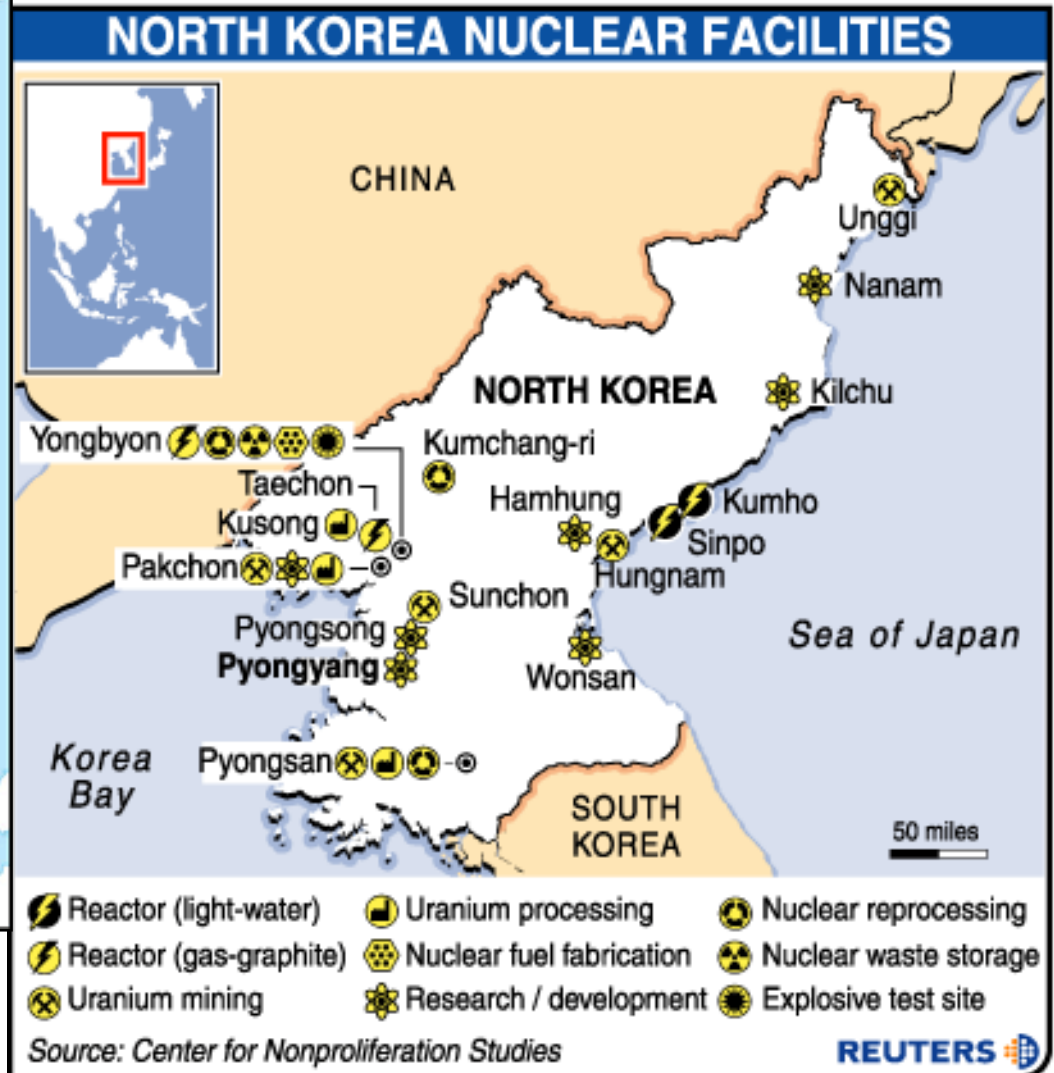 NORTH KOREA NUCLEAR FACILITIES
CHINA
Unggi
Nanam
NORTH KOREA
Kilchu
Yongbyon
Kumchang-ri
Taechon
Hamhung
Kumho
Kusong
Sinpo
Pakchon
Hungnam
Sunchon
Pyongsong
Sea of Japan
Pyongyang
Wonsan
Korea
Bay
Pyongsan
SOUTH
KOREA
50 miles
Reactor (light-water)
Uranium processing
Nuclear reprocessing
Reactor (gas-graphite)
Nuclear fuel fabrication
Nuclear waste storage
Uranium mining
Research / development
Explosive test site
Source: Center for Nonproliferation Studies
REUTERS